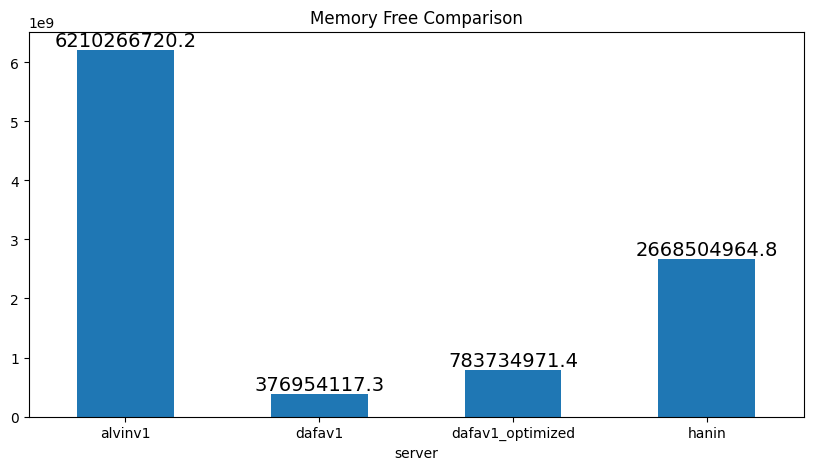 Memory Free Comparison
1e9
6210266720.2
6
5
4
3
2668504964.8
2
1
783734971.4
376954117.3
0
alvinv1 dafav1 dafav1_optimized hanin
server